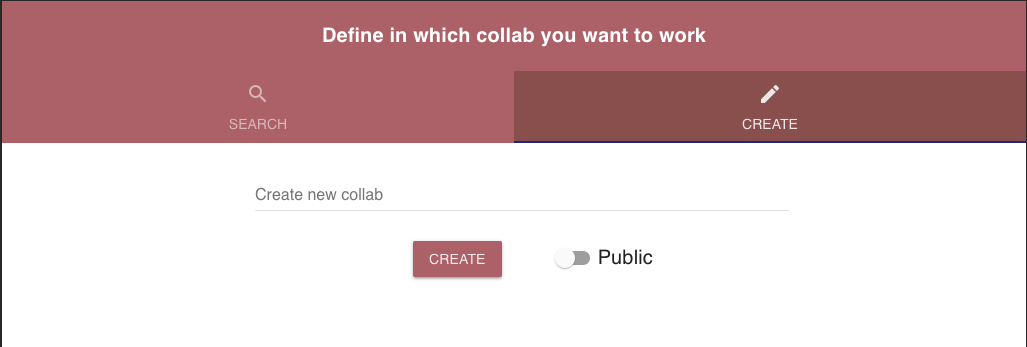 Define in which collab you want to work
SEARCH
CREATE
Create new collab
CREATE
Public